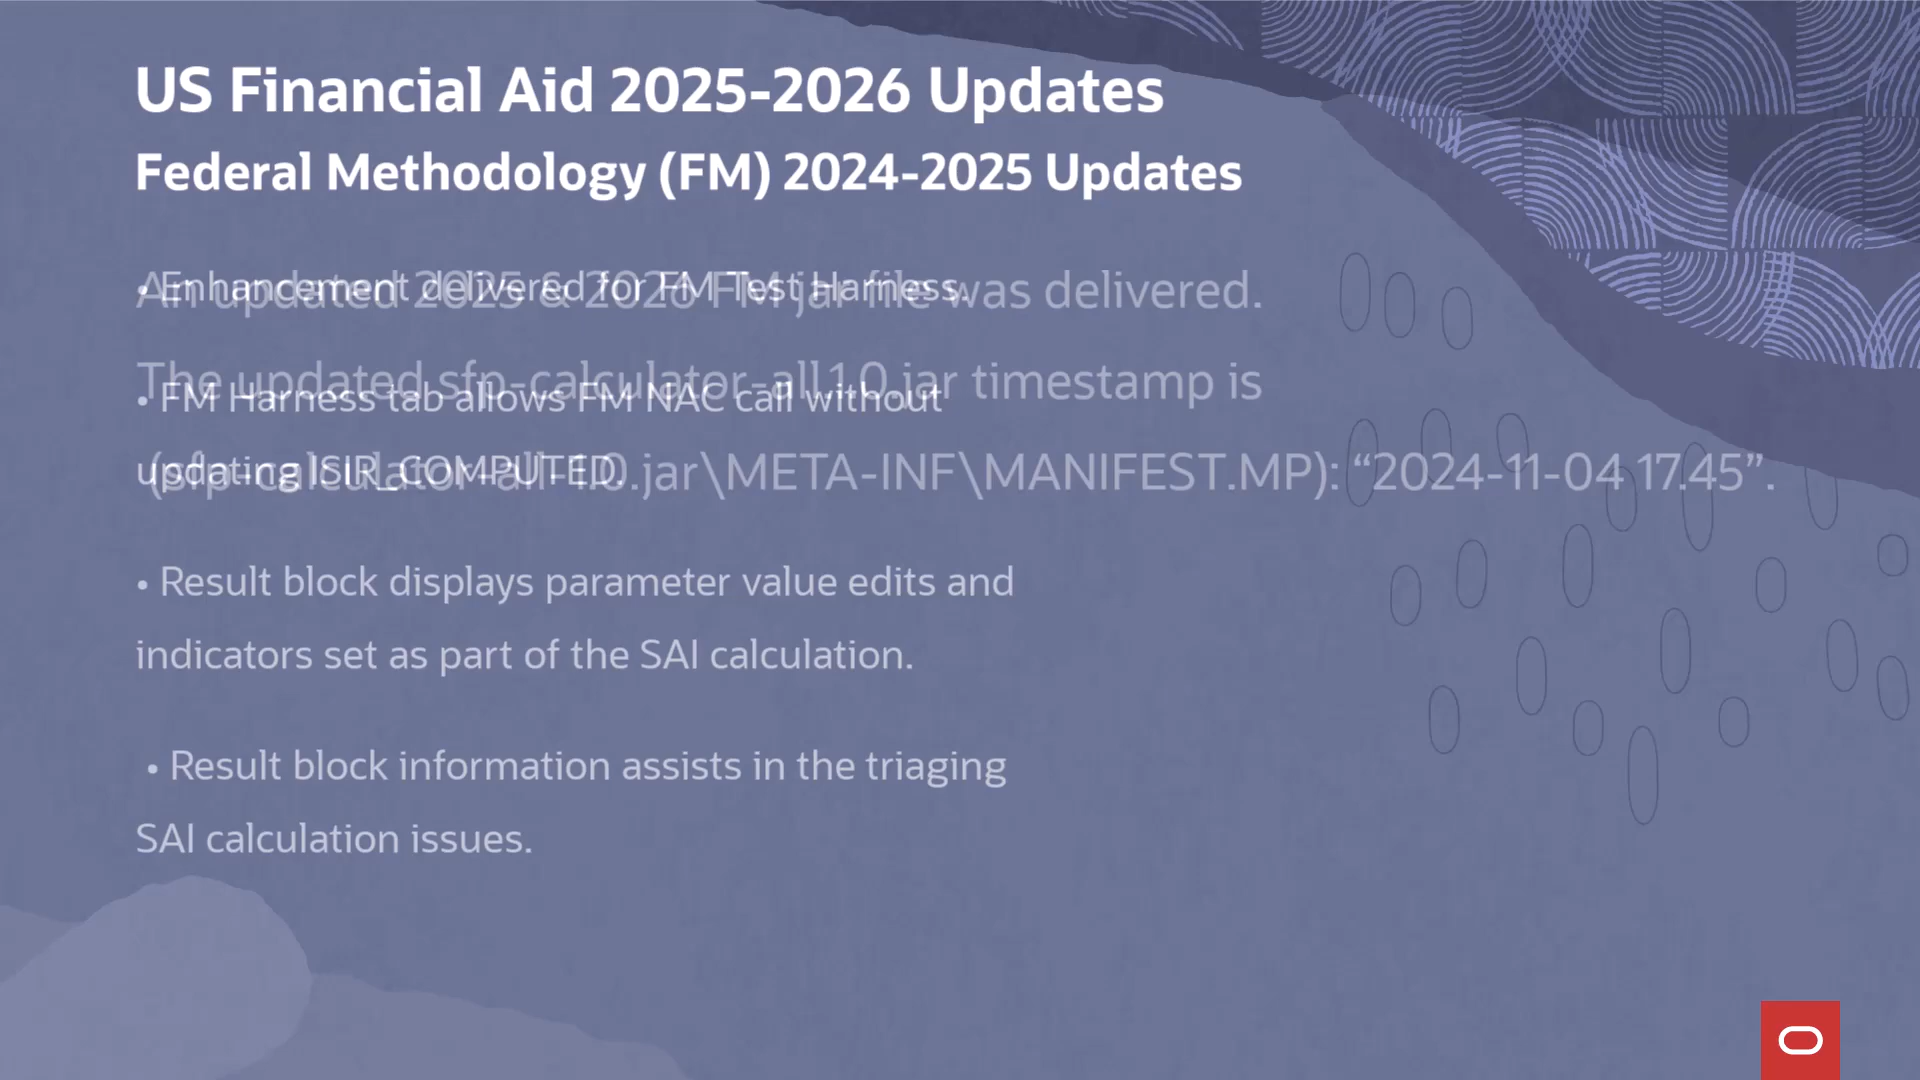 US Financial Aid 2025-2026 Updates
Federal Methodology (FM) 2024-2025 Updates
An updated 2025 & 2026 FM jar file was delivered.
• Enhancement delivered for FM Test Harness.
The updated sfp-calculator-all1.0.jar timestamp is
• FM Harness tab allows FM NAC call without
(sfp-calculator-all-1.0.jar\META-INF\MANIFEST.MP): “2024-11-04 17.45”.
updating ISIR_COMPUTED.
• Result block displays parameter value edits and
indicators set as part of the SAI calculation.
• Result block information assists in the triaging
SAI calculation issues.